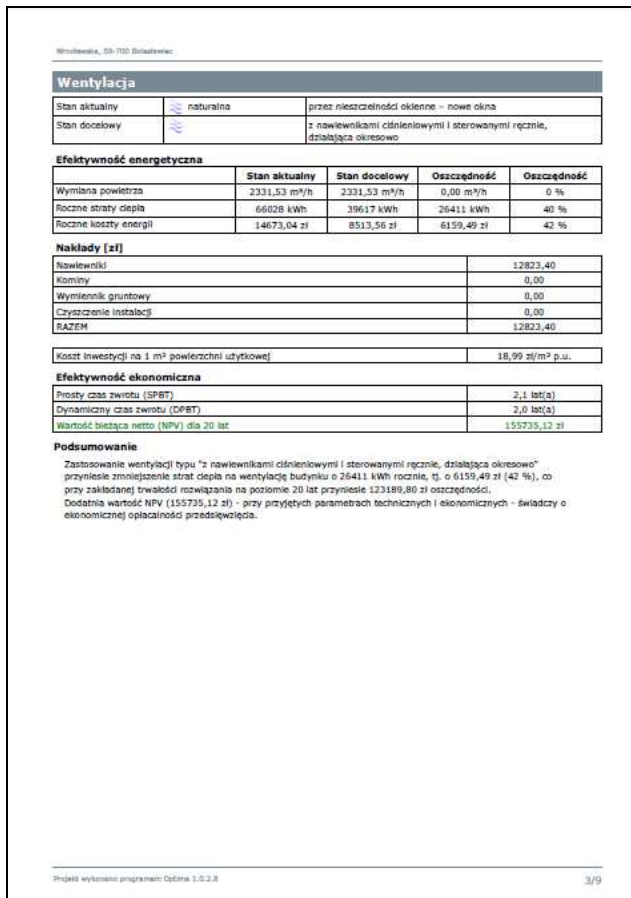 Wrocławska, 59-700 Bolesławiec
Wentylacja
Stan aktualny naturalna przez nieszczelności okienne – nowe okna
Stan docelowy z nawiewnikami ciśnieniowymi i sterowanymi ręcznie,
działająca okresowo
Efektywność energetyczna
Stan aktualny Stan docelowy Oszczędność Oszczędność
Wymiana powietrza 2331,53 m³/h 2331,53 m³/h 0,00 m³/h 0 %
Roczne straty ciepła 66028 kWh 39617 kWh 26411 kWh 40 %
Roczne koszty energii 14673,04 zł 8513,56 zł 6159,49 zł 42 %
Nakłady [zł]
Nawiewniki 12823,40
Kominy 0,00
Wymiennik gruntowy 0,00
Czyszczenie instalacji 0,00
RAZEM 12823,40
Koszt inwestycji na 1 m² powierzchni użytkowej 18,99 zł/m² p.u.
Efektywność ekonomiczna
Prosty czas zwrotu (SPBT) 2,1 lat(a)
Dynamiczny czas zwrotu (DPBT) 2,0 lat(a)
Wartość bieżąca netto (NPV) dla 20 lat 155735,12 zł
Podsumowanie
Zastosowanie wentylacji typu "z nawiewnikami ciśnieniowymi i sterowanymi ręcznie, działająca okresowo"
przyniesie zmniejszenie strat ciepła na wentylację budynku o 26411 kWh rocznie, tj. o 6159,49 zł (42 %), co
przy zakładanej trwałości rozwiązania na poziomie 20 lat przyniesie 123189,80 zł oszczędności.
Dodatnia wartość NPV (155735,12 zł) - przy przyjętych parametrach technicznych i ekonomicznych - świadczy o
ekonomicznej opłacalności przedsięwzięcia.
Projekt wykonano programem Optima 1.0.2.8
3/9